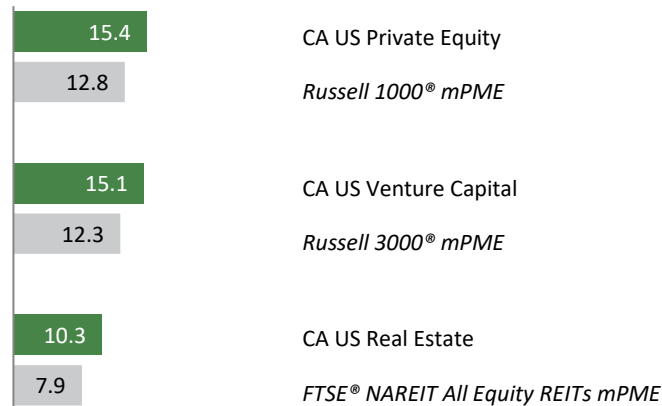 15.4 CA US Private Equity
12.8 Russell 1000® mPME
15.1 CA US Venture Capital
12.3 Russell 3000® mPME
10.3 CA US Real Estate
7.9 FTSE® NAREIT All Equity REITs mPME